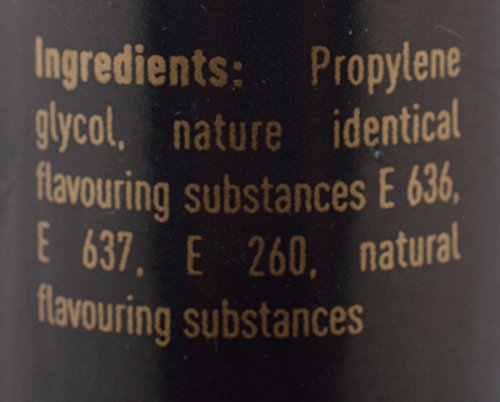 Ingredients: Propylene
glycol, nature identical
flavouring substances E 636,
E 637, E 260, natural
flavouring substances